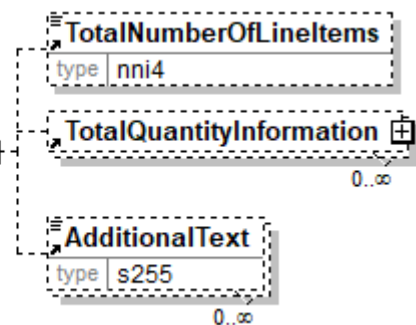 TotalNumberOfLineItems
type nni4
TotalQuantityInformation
0..∞
AdditionalText
type s255
0..∞